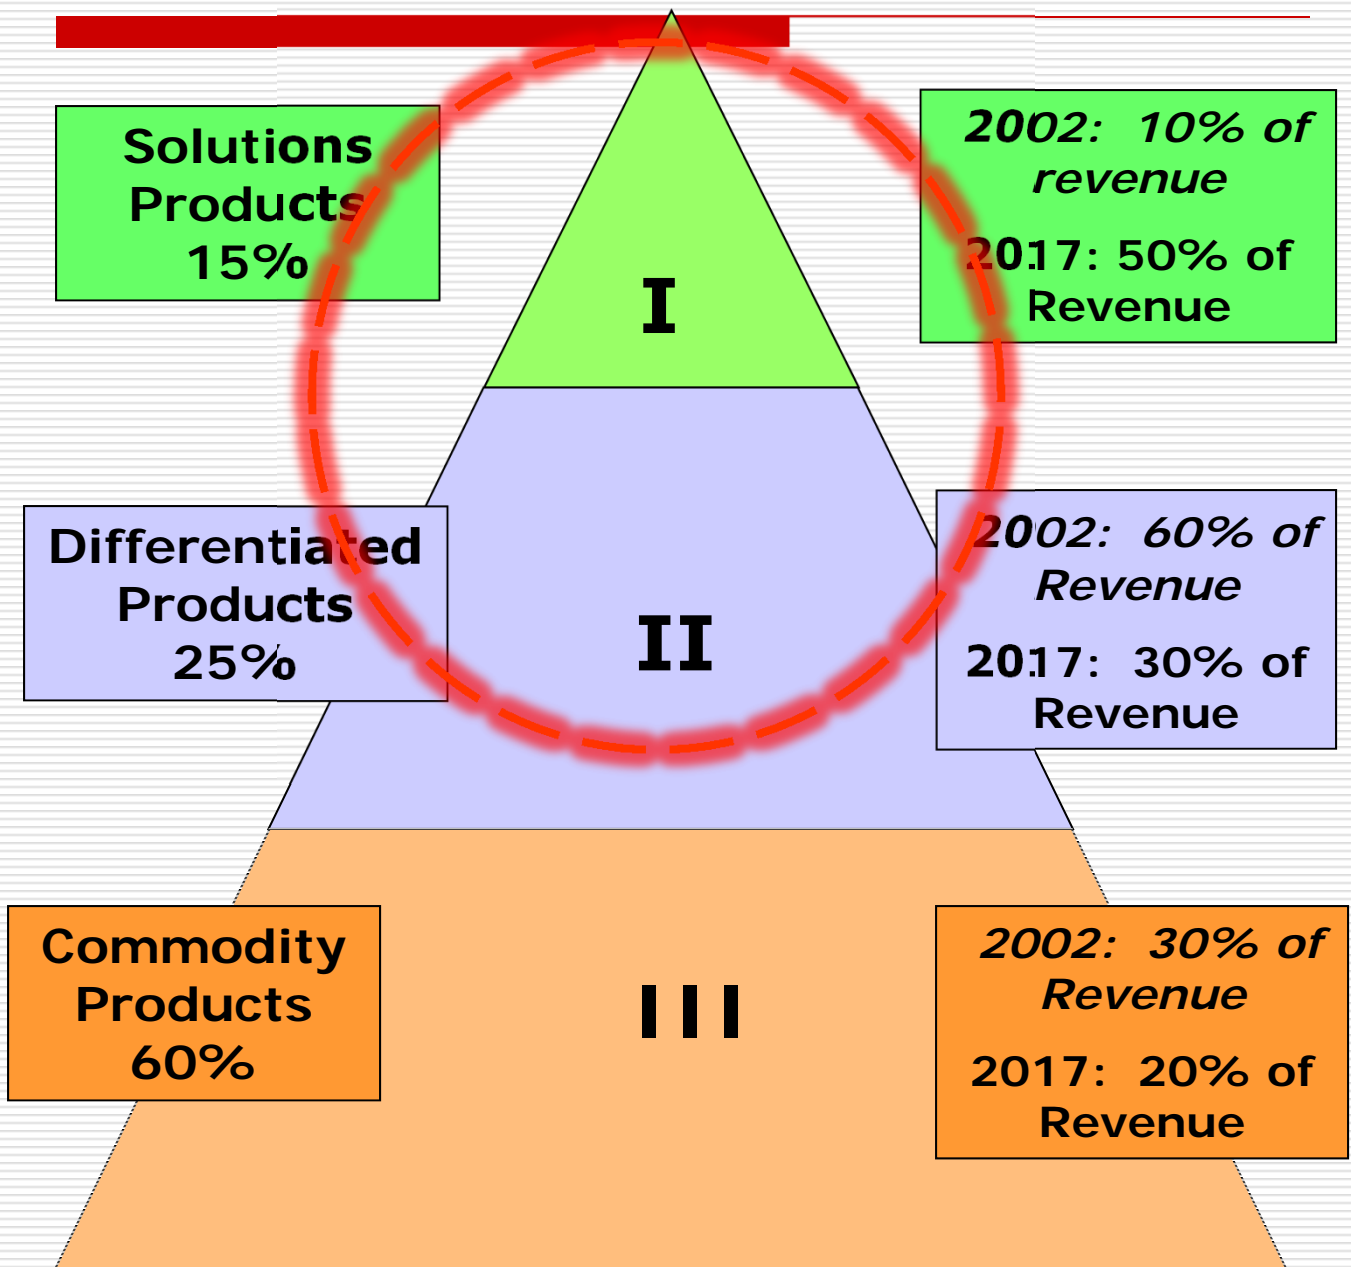 Solutions
Products
15%
I
2002: 10% of
revenue
2017: 50% of
Revenue
Differentiated
Products
25%
II
2002: 60% of
Revenue
2017: 30% of
Revenue
Commodity
Products
60%
III
2002: 30% of
Revenue
2017: 20% of
Revenue